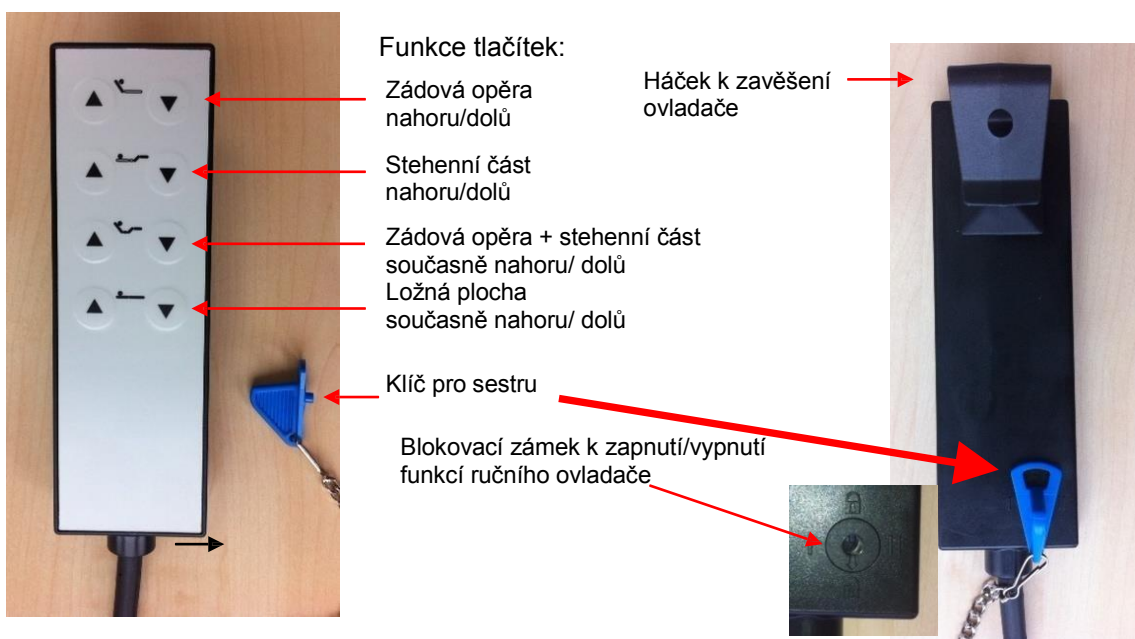 Funkce tlačítek:
Zádová opěra
nahoru/dolů
Háček k zavěšení
ovladače
Stehenní část
nahoru/dolů
Zádová opěra + stehenní část
současně nahoru/ dolů
Ložná plocha
současně nahoru/ dolů
Klíč pro sestru
Blokovací zámek k zapnutí/vypnutí
funkcí ručního ovladače